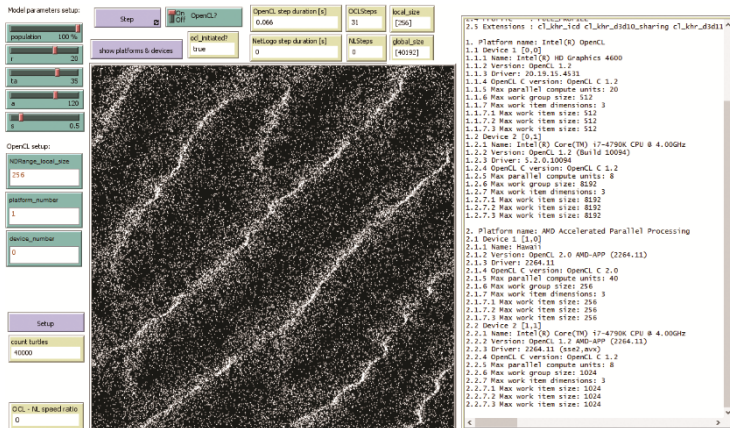 Model parameters setup:
population 100 %
r 20
ta 35
a 120
s 0.5
OpenCL setup:
NDRange_local_size
256
platform_number
1
device_number
0
Setup
count turtles
40000
OCL - NL speed ratio
0
Step
On
Off
OpenCL?
show platforms & devices
ocl_initiated?
true
OpenCL step duration [s]
0.066
OCLSteps
31
local_size
[256]
NetLogo step duration [s]
0
NLSteps
0
global_size
[40192]
2.5 Extensions : cl_khr_icd cl_khr_d3d10_sharing cl_khr_d3d11
1. Platform name: Intel(R) OpenCL
1.1 Device 1 [0,0]
1.1.1 Name: Intel(R) HD Graphics 4600
1.1.2 Version: OpenCL 1.2
1.1.3 Driver: 20.19.15.4531
1.1.4 OpenCL C version: OpenCL C 1.2
1.1.5 Max parallel compute units: 20
1.1.6 Max work group size: 512
1.1.7 Max work item dimensions: 3
1.1.7.1 Max work item size: 512
1.1.7.2 Max work item size: 512
1.1.7.3 Max work item size: 512
1.2 Device 2 [0,1]
1.2.1 Name: Intel(R) Core(TM) i7-4790K CPU @ 4.00GHz
1.2.2 Version: OpenCL 1.2 (Build 10094)
1.2.3 Driver: 5.2.0.10094
1.2.4 OpenCL C version: OpenCL C 1.2
1.2.5 Max parallel compute units: 8
1.2.6 Max work group size: 8192
1.2.7 Max work item dimensions: 3
1.2.7.1 Max work item size: 8192
1.2.7.2 Max work item size: 8192
1.2.7.3 Max work item size: 8192
2. Platform name: AMD Accelerated Parallel Processing
2.1 Device 1 [1,0]
2.1.1 Name: Hawaii
2.1.2 Version: OpenCL 2.0 AMD-APP (2264.11)
2.1.3 Driver: 2264.11
2.1.4 OpenCL C version: OpenCL C 2.0
2.1.5 Max parallel compute units: 40
2.1.6 Max work group size: 256
2.1.7 Max work item dimensions: 3
2.1.7.1 Max work item size: 256
2.1.7.2 Max work item size: 256
2.1.7.3 Max work item size: 256
2.2 Device 2 [1,1]
2.2.1 Name: Intel(R) Core(TM) i7-4790K CPU @ 4.00GHz
2.2.2 Version: OpenCL 1.2 AMD-APP (2264.11)
2.2.3 Driver: 2264.11 (sse2,avx)
2.2.4 OpenCL C version: OpenCL C 1.2
2.2.5 Max parallel compute units: 8
2.2.6 Max work group size: 1024
2.2.7 Max work item dimensions: 3
2.2.7.1 Max work item size: 1024
2.2.7.2 Max work item size: 1024
2.2.7.3 Max work item size: 1024